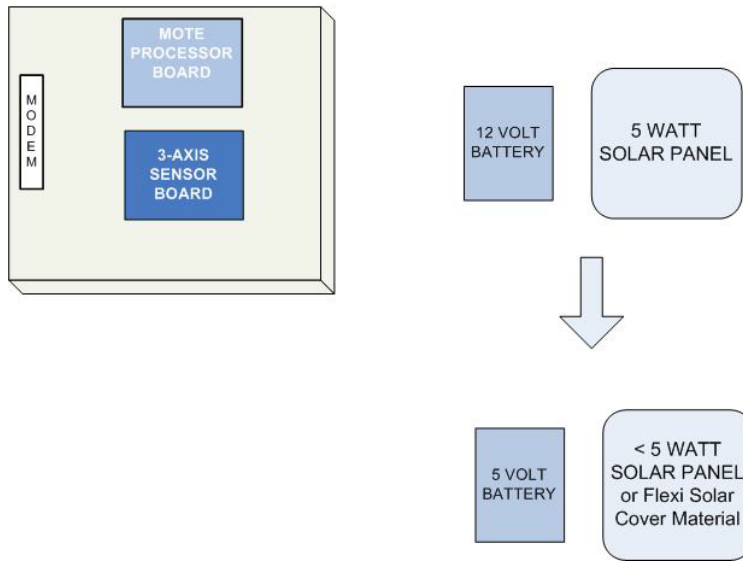 MOTE
PROCESSOR
BOARD
M
O
D
E
M
3-AXIS
SENSOR
BOARD
12 VOLT
BATTERY
5 WATT
SOLAR PANEL
5 VOLT
BATTERY
< 5 WATT
SOLAR PANEL
or Flexi Solar
Cover Material